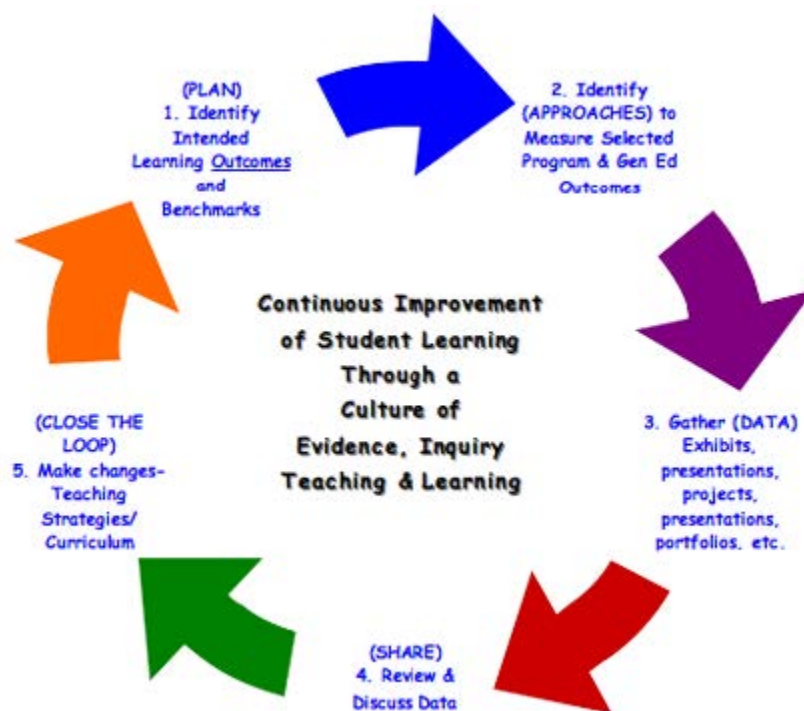 (PLAN)
1. Identify
Intended
Learning Outcomes
and
Benchmarks
2. Identify
(APPROACHES) to
Measure Selected
Program & Gen Ed
Outcomes
3. Gather (DATA)
Exhibits,
presentations,
projects,
presentations,
portfolios, etc.
(SHARE)
4. Review &
Discuss Data
(CLOSE THE
LOOP)
5. Make changes-
Teaching
Strategies/
Curriculum
Continuous Improvement
of Student Learning
Through a
Culture of
Evidence, Inquiry
Teaching & Learning